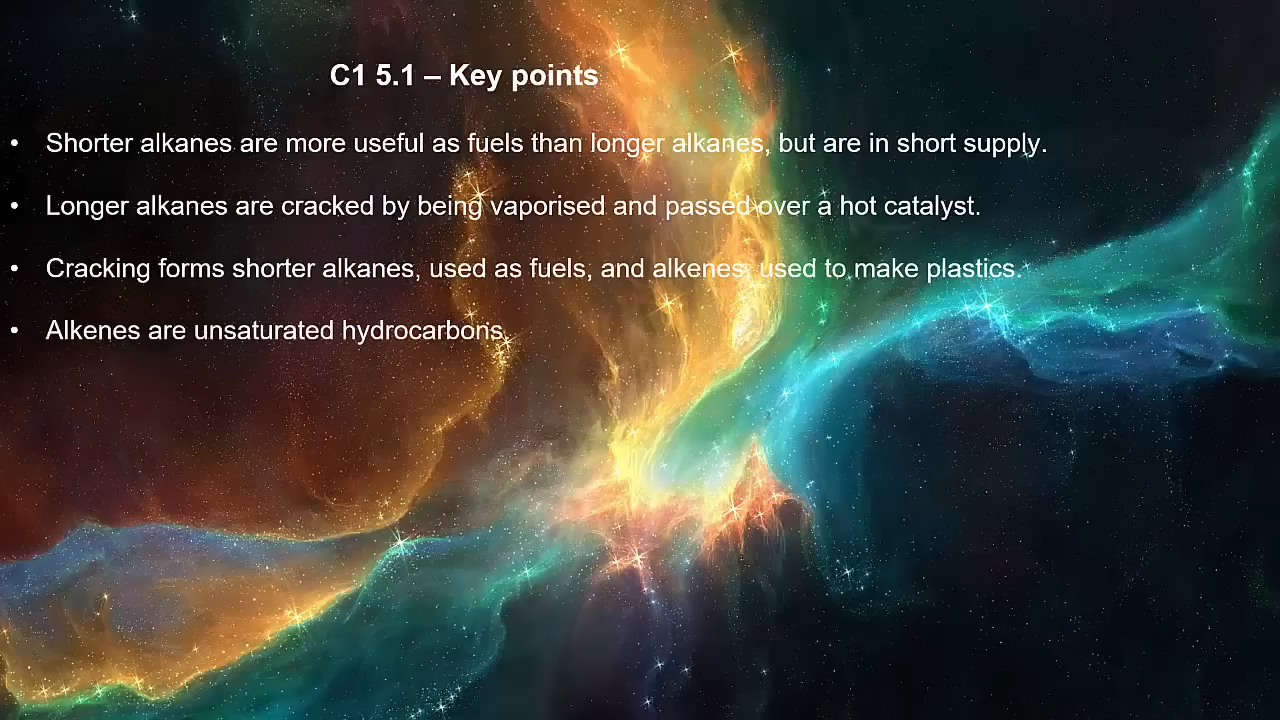 C1 5.1 – Key points
• Shorter alkanes are more useful as fuels than longer alkanes, but are in short supply.
• Longer alkanes are cracked by being vaporised and passed over a hot catalyst.
• Cracking forms shorter alkanes, used as fuels, and alkenes, used to make plastics.
• Alkenes are unsaturated hydrocarbons.